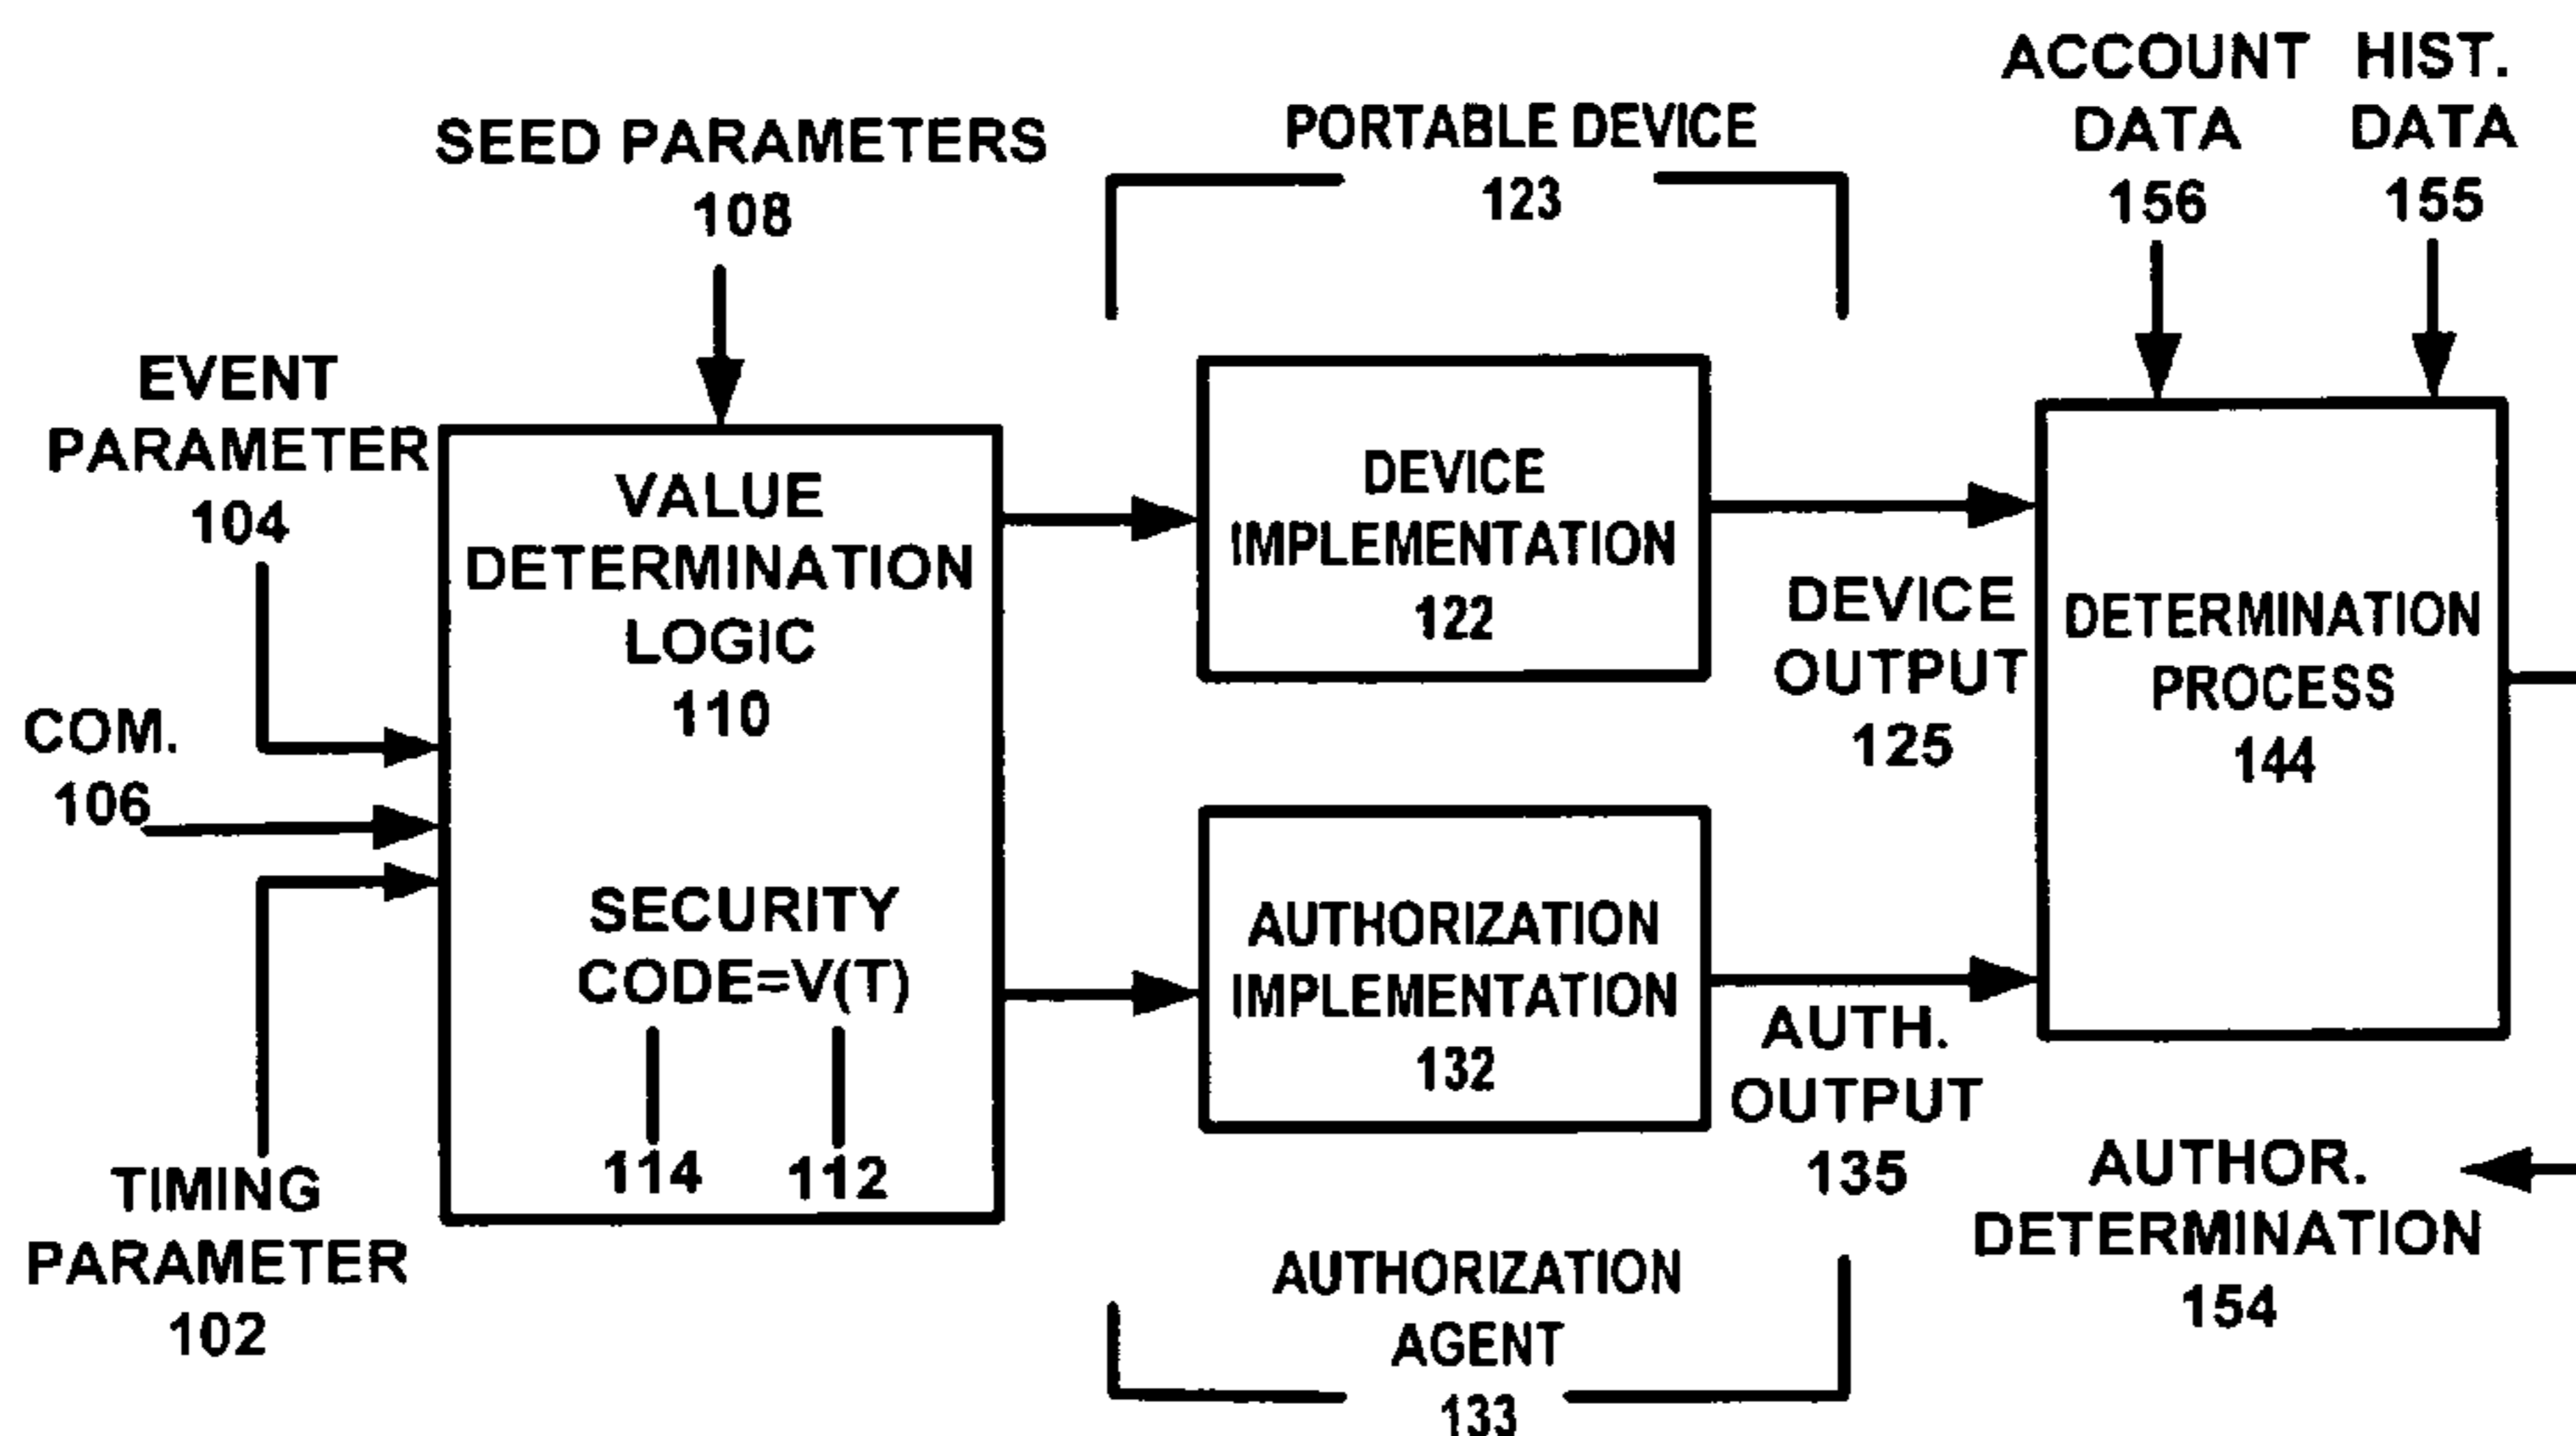 SEED PARAMETERS
108
EVENT
PARAMETER
104
COM.
106
TIMING
PARAMETER
102
VALUE
DETERMINATION
LOGIC
110
SECURITY
CODE=V(T)
114 112
PORTABLE DEVICE
123
DEVICE
IMPLEMENTATION
122
AUTHORIZATION
IMPLEMENTATION
132
AUTHORIZATION
AGENT
133
DEVICE
OUTPUT
125
AUTH.
OUTPUT
135
ACCOUNT
DATA
156
HIST.
DATA
155
DETERMINATION
PROCESS
144
AUTHOR.
DETERMINATION
154